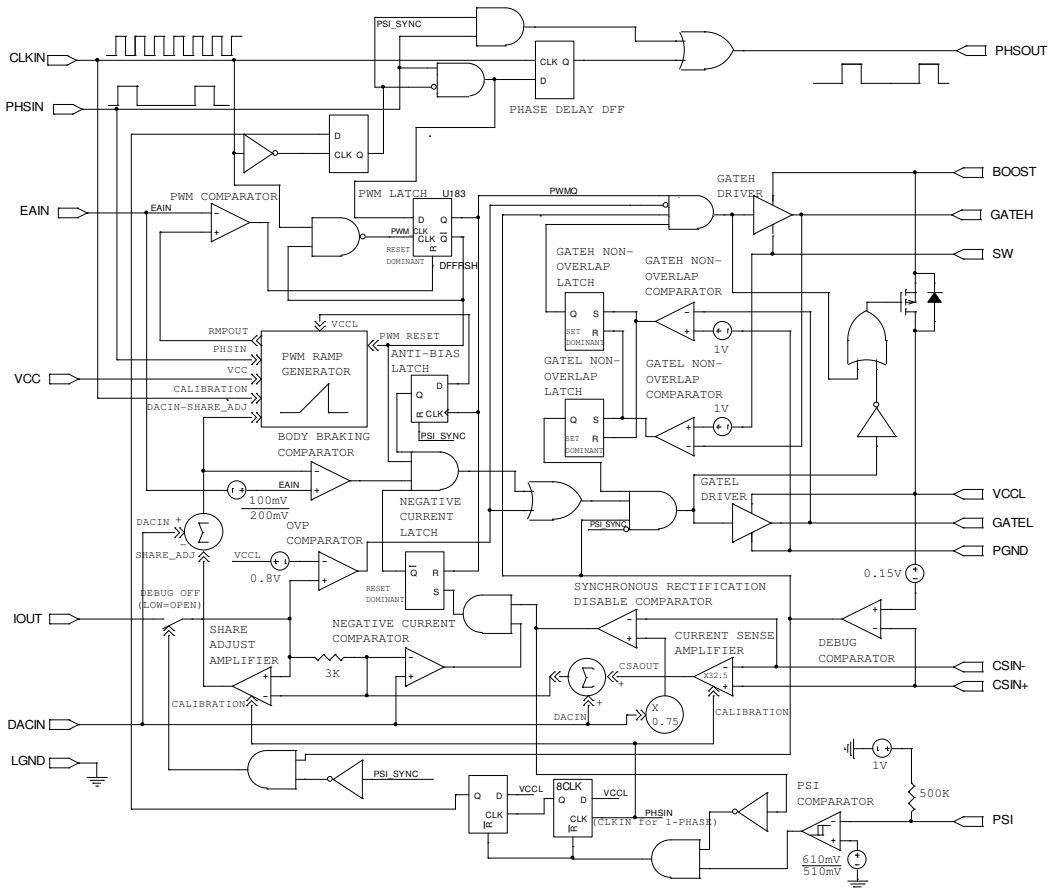 PSI_SYNC
CLKIN
CLK Q
D
PHSOUT
PHSIN
PHASE DELAY DFF
D
CLK Q
BOOST
GATEH
DRIVER
PWM COMPARATOR
PWM LATCH
U183
PWMQ
EAIN
EAIN
−
+
D Q
PWM_CLK
CLK Q
R
RESET
DOMINANT
DFFRSH
GATEH
SW
GATEH NON-
OVERLAP
LATCH
GATEH NON-
OVERLAP
COMPARATOR
Q S
R
SET
DOMINANT
−
+
1V
VCCL
RMPOUT
PHSIN
VCC
VCC
CALIBRATION
DACIN-SHARE_ADJ
PWM RAMP
GENERATOR
PWM RESET
ANTI-BIAS
LATCH
Q D
R CLK
PSI_SYNC
GATEL NON-
OVERLAP
LATCH
GATEL NON-
OVERLAP
COMPARATOR
1V
Q S
R
SET
DOMINANT
+
−
BODY BRAKING
COMPARATOR
−
+
EAIN
100mV
200mV
GATEL
DRIVER
VCCL
GATEL
PGND
NEGATIVE
CURRENT
LATCH
PSI_SYNC
DACIN
+
Σ
−
SHARE_ADJ
OVP
COMPARATOR
VCCL
0.8V
−
+
Q R
S
RESET
DOMINANT
0.15V
SYNCHRONOUS RECTIFICATION
DISABLE COMPARATOR
DEBUG OFF
(LOW=OPEN)
IOUT
SHARE
ADJUST
AMPLIFIER
NEGATIVE CURRENT
COMPARATOR
3K
−
+
−
+
CURRENT SENSE
AMPLIFIER
+
−
DEBUG
COMPARATOR
CSAOUT
+
Σ
+
X32.5
−
+
CSIN-
CSIN+
+
−
CALIBRATION
DACIN
DACIN
X
0.75
CALIBRATION
LGND
PSI_SYNC
1V
500K
Q D
CLK
R
VCCL
8CLK
Q D
CLK
R
VCCL
PHSIN
(CLKIN for 1-PHASE)
PSI
COMPARATOR
−
+
PSI
610mV
510mV